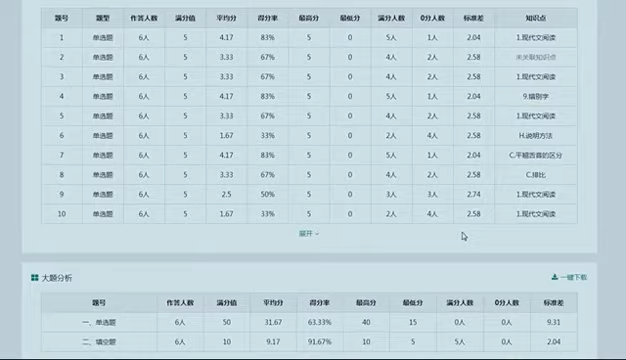 题号 题型 作答人数 满分值 平均分 得分率 最高分 最低分 满分人数 0分人数 标准差 知识点
1 单选题 6人 5 4.17 83% 5 0 5人 1人 2.04 1.现代文阅读
2 单选题 6人 5 3.33 67% 5 0 4人 2人 2.58 未关联知识点
3 单选题 6人 5 3.33 67% 5 0 4人 2人 2.58 1.现代文阅读
4 单选题 6人 5 4.17 83% 5 0 5人 1人 2.04 9.错别字
5 单选题 6人 5 3.33 67% 5 0 4人 2人 2.58 1.现代文阅读
6 单选题 6人 5 1.67 33% 5 0 2人 4人 2.58 H.说明方法
7 单选题 6人 5 4.17 83% 5 0 5人 1人 2.04 C.平翘舌音的区分
8 单选题 6人 5 3.33 67% 5 0 4人 2人 2.58 C.排比
9 单选题 6人 5 2.5 50% 5 0 3人 3人 2.74 1.现代文阅读
10 单选题 6人 5 1.67 33% 5 0 2人 4人 2.58 1.现代文阅读
展开
大题分析 一键下载
题号 作答人数 满分值 平均分 得分率 最高分 最低分 满分人数 0分人数 标准差
一、单选题 6人 50 31.67 63.33% 40 15 0人 0人 9.31
二、填空题 6人 10 9.17 91.67% 10 5 5人 0人 2.04